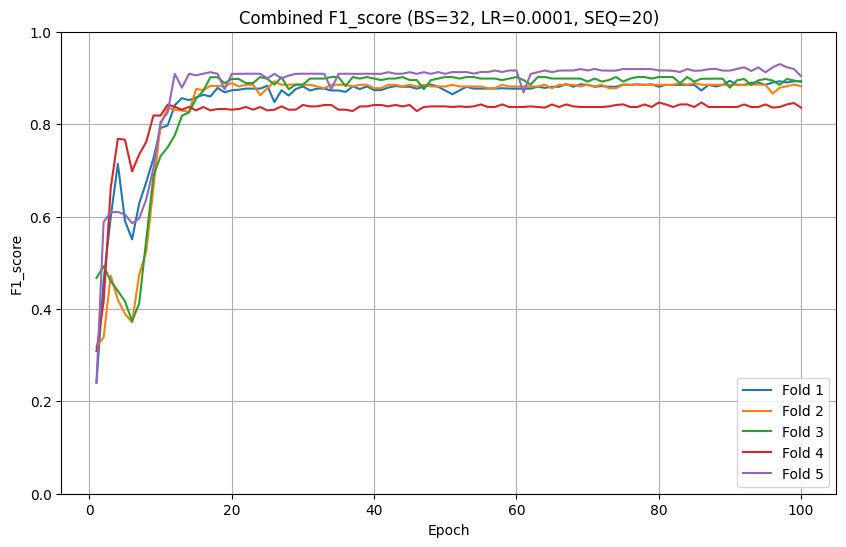 Combined F1_score (BS=32, LR=0.0001, SEQ=20)
1.0
0.8
0.6
0.4
0.2
0.0
F1_score
0 20 40 60 80 100
Epoch
Fold 1
Fold 2
Fold 3
Fold 4
Fold 5